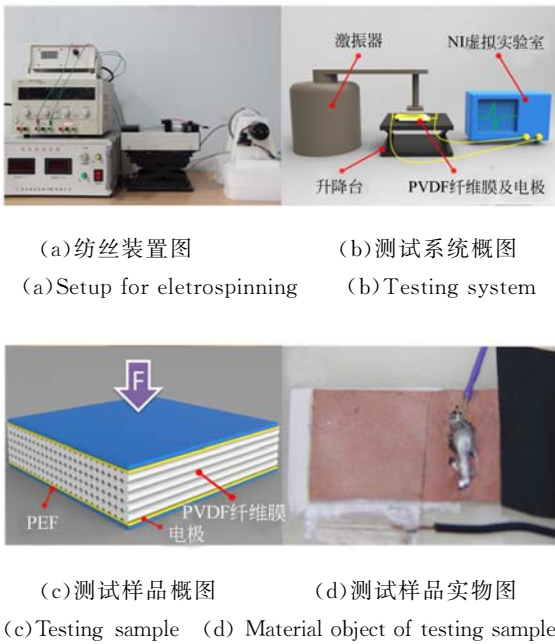 激振器
NI虚拟实验室
升降台
PVDF纤维膜及电极
(a)纺丝装置图
(b)测试系统概图
(a)Setup for eletrospinning
(b)Testing system
F
PEF
PVDF纤维膜
电极
(c)测试样品概图
(d)测试样品实物图
(c)Testing sample
(d) Material object of testing sample